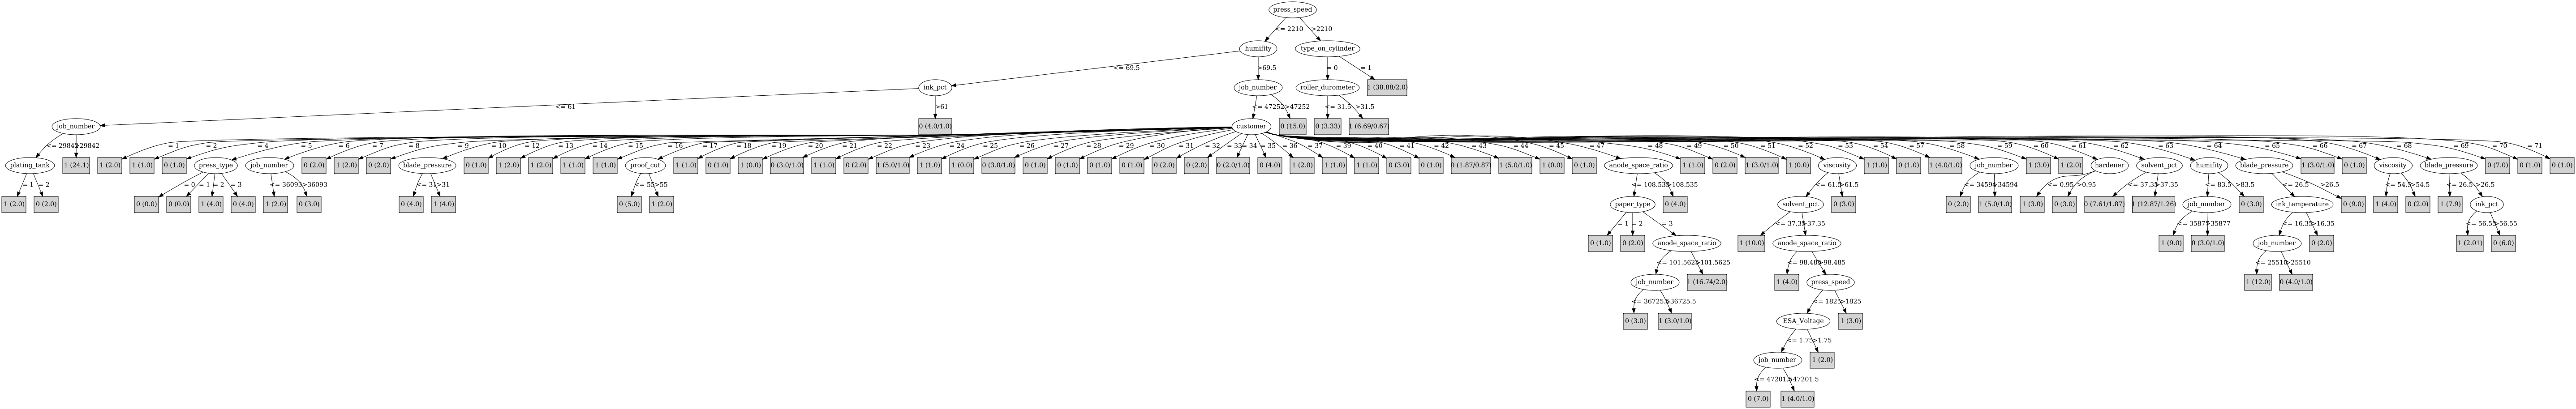 press_speed
<= 2210 >2210
humifity type_on_cylinder
<= 69.5 >69.5 = 0 = 1
ink_pct job_number roller_durometer 1 (38.88/2.0)
<= 61 >61 <= 47252 >47252 <= 31.5 >31.5
job_number 0 (4.0/1.0) customer 0 (15.0) 0 (3.33) 1 (6.69/0.67)
<= 29842 >29842 = 1 = 2 = 4 = 5 = 6 = 7 = 8 = 9 = 10 = 12 = 13 = 14 = 15 = 16 = 17 = 18 = 19 = 20 = 21 = 22 = 23 = 24 = 25 = 26 = 27 = 28 = 29 = 30 = 31 = 32 = 33 = 34 = 35 = 36 = 37 = 39 = 40 = 41 = 42 = 43 = 44 = 45 = 47 = 48 = 49 = 50 = 51 = 52 = 53 = 54 = 57 = 58 = 59 = 60 = 61 = 62 = 63 = 64 = 65 = 66 = 67 = 68 = 69 = 70 = 71
plating_tank 1 (24.1) 1 (2.0) 1 (1.0) 0 (1.0) press_type job_number 0 (2.0) 1 (2.0) 0 (2.0) blade_pressure 0 (1.0) 1 (2.0) 1 (2.0) 1 (1.0) 1 (1.0) proof_cut 1 (1.0) 0 (1.0) 1 (0.0) 0 (3.0/1.0) 1 (1.0) 0 (2.0) 1 (5.0/1.0) 1 (1.0) 1 (0.0) 0 (3.0/1.0) 0 (1.0) 0 (1.0) 0 (1.0) 0 (1.0) 0 (2.0) 0 (2.0) 0 (2.0/1.0) 0 (4.0) 1 (2.0) 1 (1.0) 1 (1.0) 0 (3.0) 0 (1.0) 0 (1.87/0.87) 1 (5.0/1.0) 1 (0.0) 0 (1.0) anode_space_ratio 1 (1.0) 0 (2.0) 1 (3.0/1.0) 1 (0.0) viscosity 1 (1.0) 0 (1.0) 1 (4.0/1.0) job_number 1 (3.0) 1 (2.0) hardener solvent_pct humifity blade_pressure 1 (3.0/1.0) 0 (1.0) viscosity blade_pressure 0 (7.0) 0 (1.0) 0 (1.0)
= 1 = 2 = 0 = 1 = 2 = 3 <= 36093 >36093 <= 31 >31 <= 55 >55 <= 108.535 >108.535 <= 61.5 >61.5 <= 34594 >34594 <= 0.95 >0.95 <= 37.35 >37.35 <= 83.5 >83.5 <= 26.5 >26.5 <= 54.5 >54.5 <= 26.5 >26.5
1 (2.0) 0 (2.0) 0 (0.0) 0 (0.0) 1 (4.0) 0 (4.0) 1 (2.0) 0 (3.0) 0 (4.0) 1 (4.0) 0 (5.0) 1 (2.0) paper_type 0 (4.0) solvent_pct 0 (3.0) 0 (2.0) 1 (5.0/1.0) 1 (3.0) 0 (3.0) 0 (7.61/1.87) 1 (12.87/1.26) job_number 0 (3.0) ink_temperature 0 (9.0) 1 (4.0) 0 (2.0) 1 (7.9) ink_pct
= 1 = 2 = 3 <= 37.35 >37.35 <= 35877 >35877 <= 16.35 >16.35 <= 56.55 >56.55
0 (1.0) 0 (2.0) anode_space_ratio 1 (10.0) anode_space_ratio 1 (9.0) 0 (3.0/1.0) job_number 0 (2.0) 1 (2.01) 0 (6.0)
<= 101.5625 >101.5625 <= 98.485 >98.485 <= 25510 >25510
job_number 1 (16.74/2.0) 1 (4.0) press_speed 1 (12.0) 0 (4.0/1.0)
<= 36725.5 >36725.5 <= 1825 >1825
0 (3.0) 1 (3.0/1.0) ESA_Voltage 1 (3.0)
<= 1.75 >1.75
job_number 1 (2.0)
<= 47201.5 >47201.5
0 (7.0) 1 (4.0/1.0)